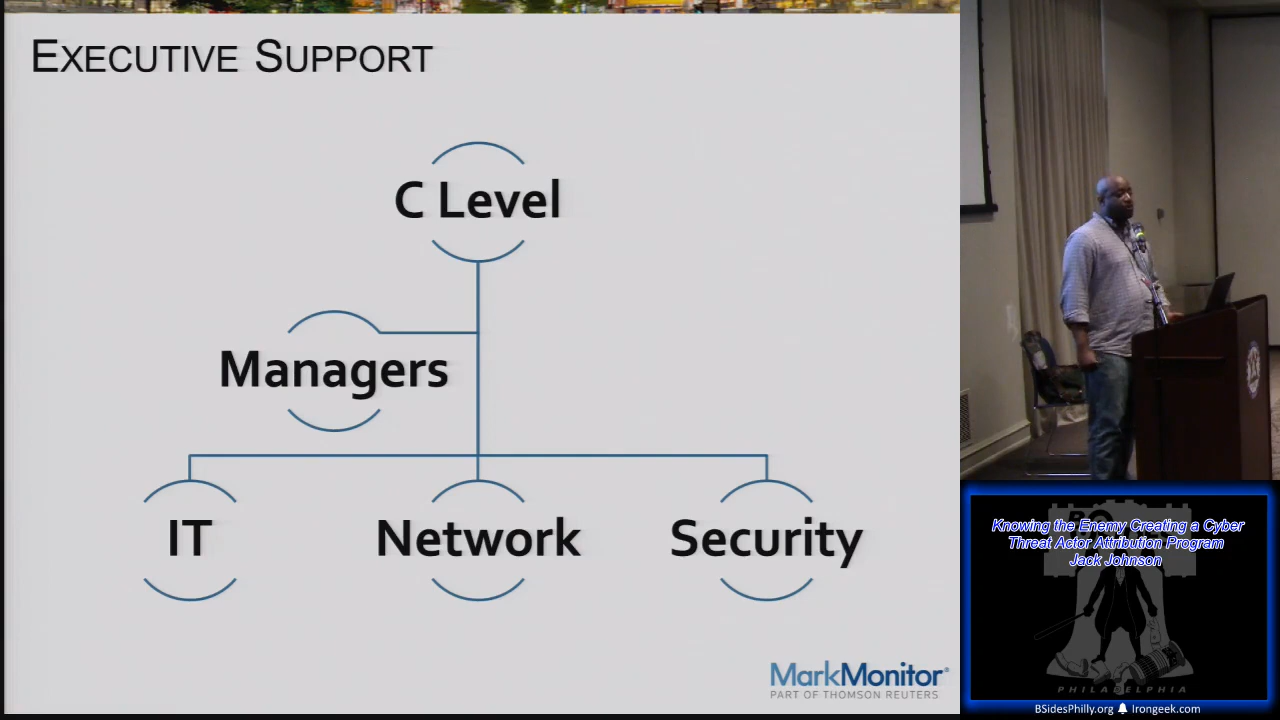 EXECUTIVE SUPPORT
C Level
Managers
IT
Network
Security
MarkMonitor®
PART OF THOMSON REUTERS
Knowing the Enemy Creating a Cyber
Threat Actor Attribution Program
Jack Johnson
PHILADELPHIA
BSidesPhilly.org Irongeek.com